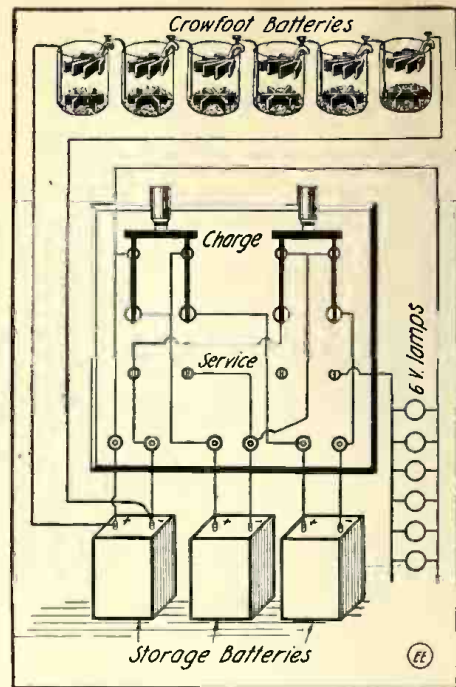 Crowfoot Batteries
Charge
Service
6 V. lamps
+ -
+ -
+ -
Storage Batteries
EE